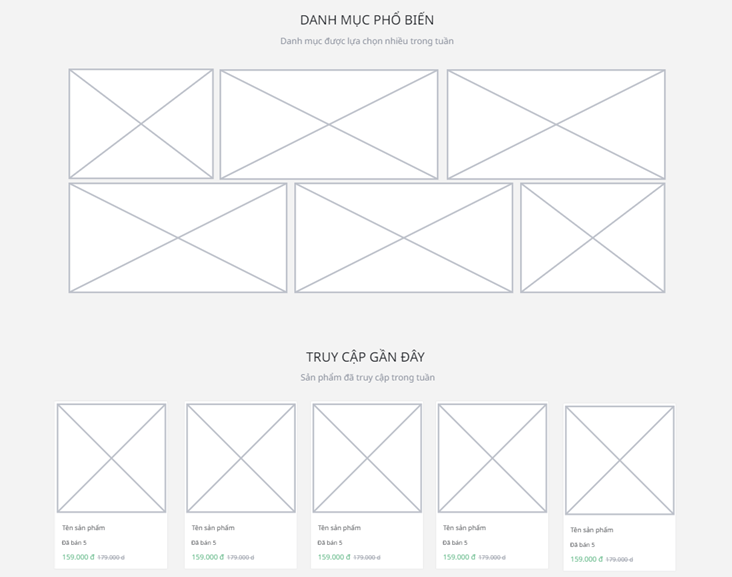 DANH MỤC PHỔ BIẾN
Danh mục được lựa chọn nhiều trong tuần
TRUY CẬP GẦN ĐÂY
Sản phẩm đã truy cập trong tuần
Tên sản phẩm
Đã bán 5
159.000 đ 179.000 đ
Tên sản phẩm
Đã bán 5
159.000 đ 179.000 đ
Tên sản phẩm
Đã bán 5
159.000 đ 179.000 đ
Tên sản phẩm
Đã bán 5
159.000 đ 179.000 đ
Tên sản phẩm
Đã bán 5
159.000 đ 179.000 đ